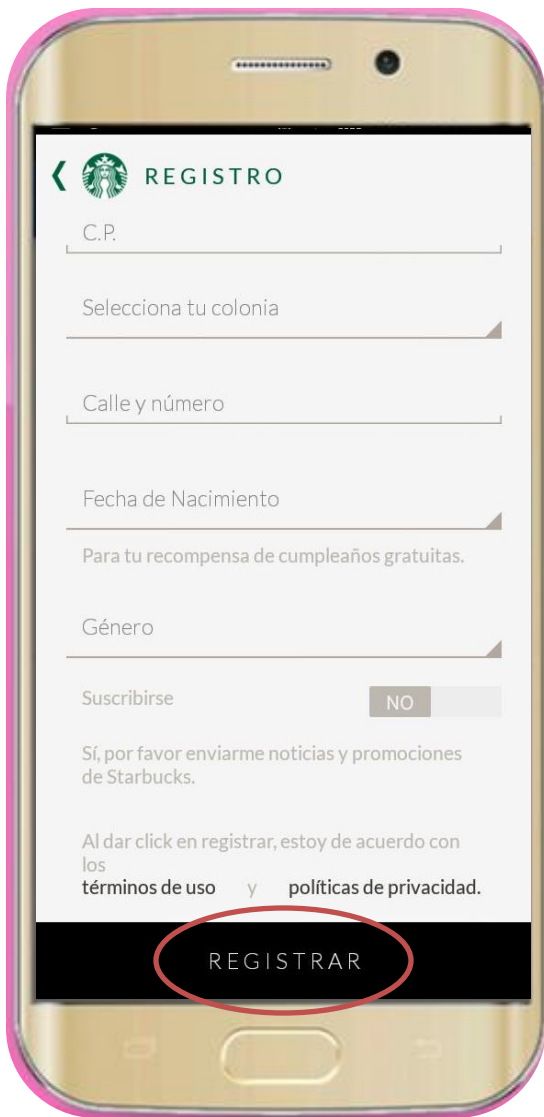 REGISTRO
C.P.
Selecciona tu colonia
Calle y número
Fecha de Nacimiento
Para tu recompensa de cumpleaños gratuitas.
Género
Suscribirse NO
Sí, por favor enviarme noticias y promociones
de Starbucks.
Al dar click en registrar, estoy de acuerdo con
los
términos de uso y políticas de privacidad.
REGISTRAR